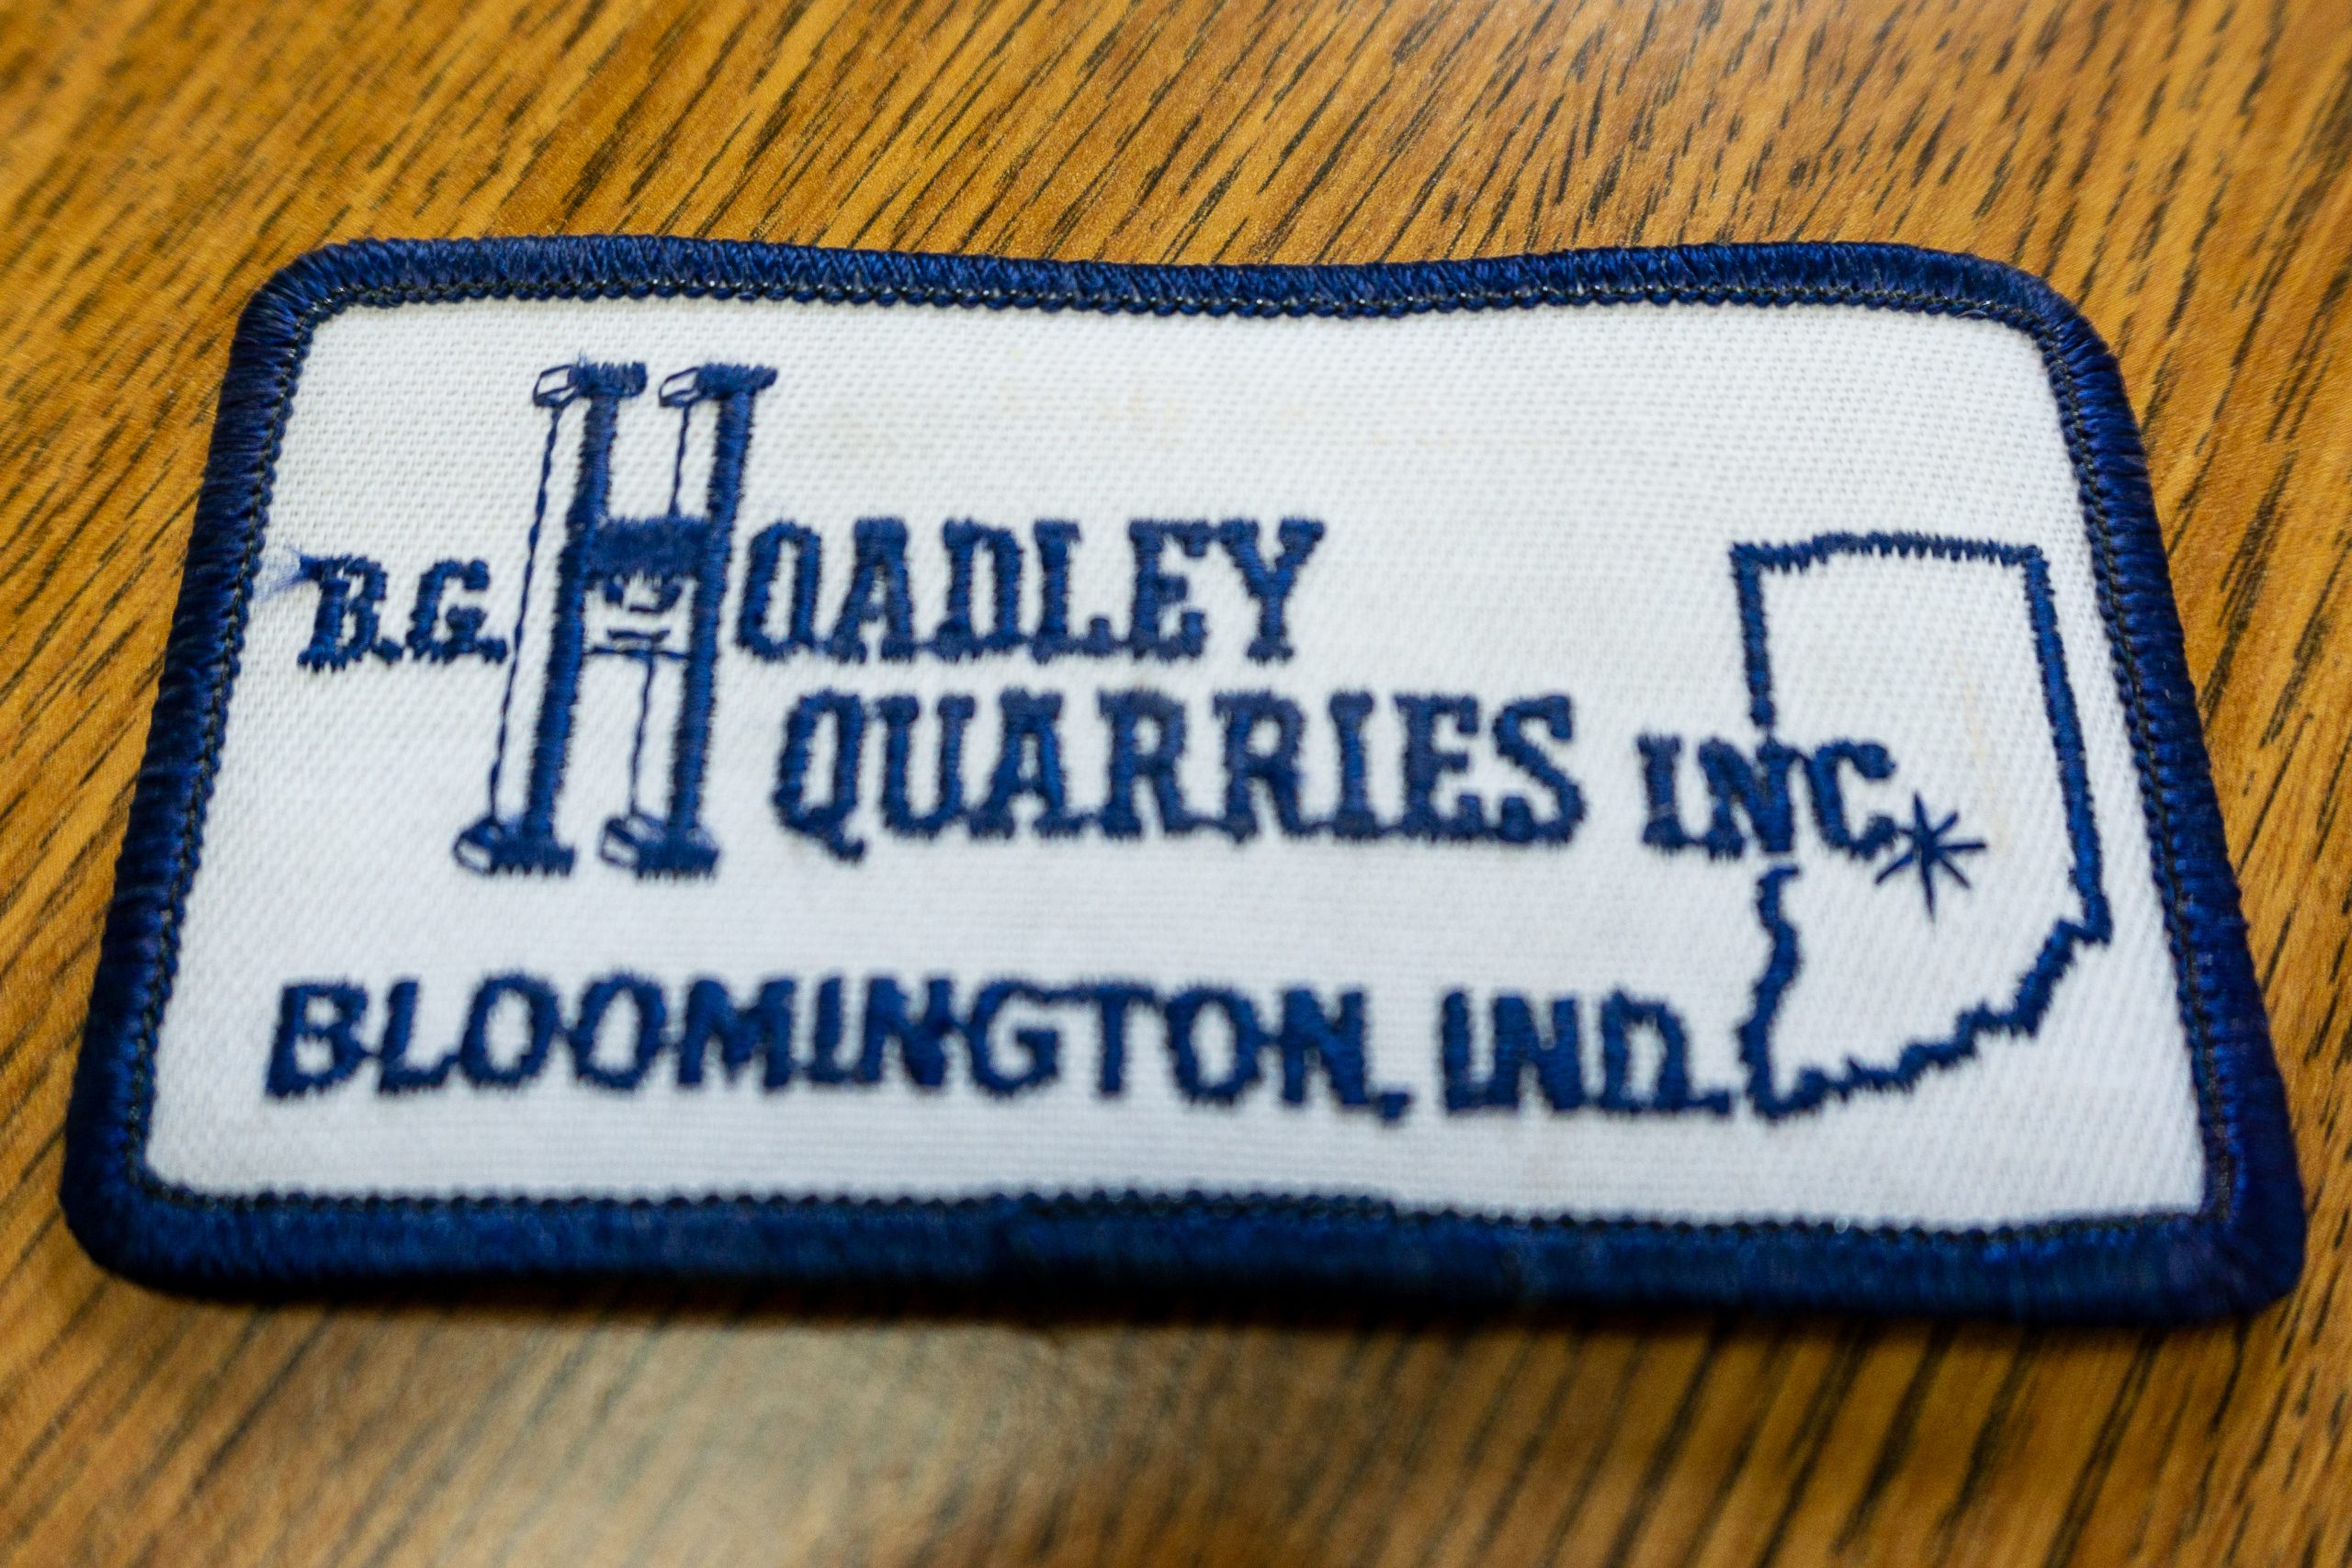 B.G. HOADLEY
QUARRIES INC.
BLOOMINGTON, IND.